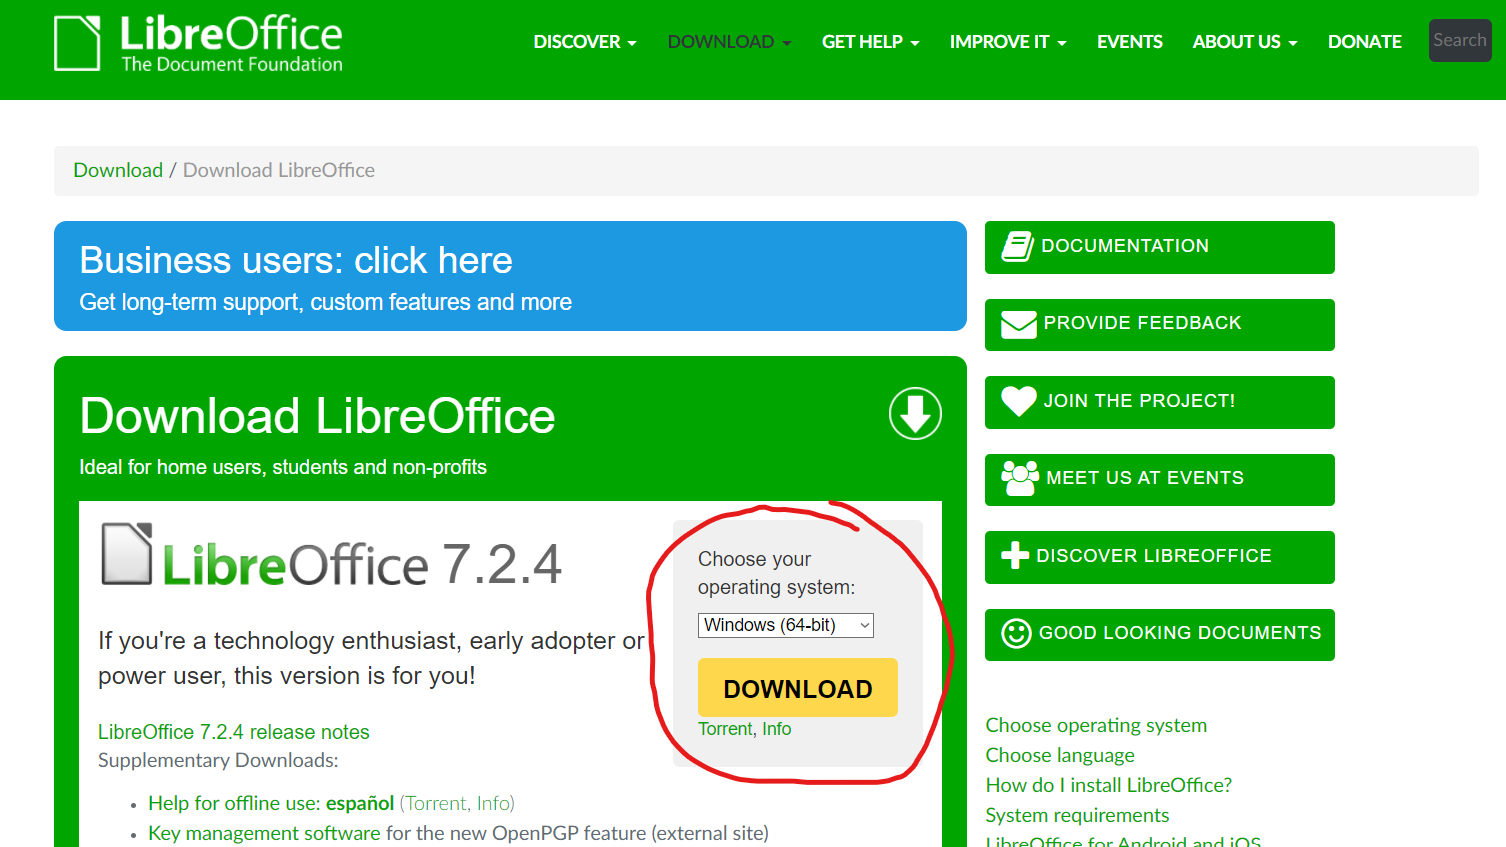 LibreOffice
The Document Foundation
DISCOVER
DOWNLOAD
GET HELP
IMPROVE IT
EVENTS
ABOUT US
DONATE
Search
Download / Download LibreOffice
Business users: click here
Get long-term support, custom features and more
Download LibreOffice
Ideal for home users, students and non-profits
LibreOffice 7.2.4
If you're a technology enthusiast, early adopter or
power user, this version is for you!
LibreOffice 7.2.4 release notes
Supplementary Downloads:
Help for offline use: español (Torrent, Info)
Key management software for the new OpenPGP feature (external site)
Choose your
operating system:
Windows (64-bit)
DOWNLOAD
Torrent, Info
DOCUMENTATION
PROVIDE FEEDBACK
JOIN THE PROJECT!
MEET US AT EVENTS
DISCOVER LIBREOFFICE
GOOD LOOKING DOCUMENTS
Choose operating system
Choose language
How do I install LibreOffice?
System requirements
LibreOffice for Android and iOS